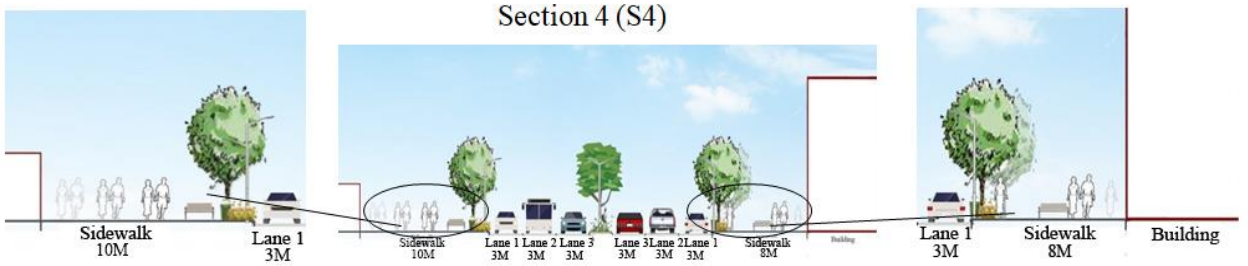 Section 4 (S4)
Sidewalk
10M
Lane 1
3M
Sidewalk
10M
Lane 1 Lane 2 Lane 3
3M 3M 3M
Lane 3 Lane 2 Lane 1
3M 3M 3M
Sidewalk
8M
Building
Lane 1
3M
Sidewalk
8M
Building